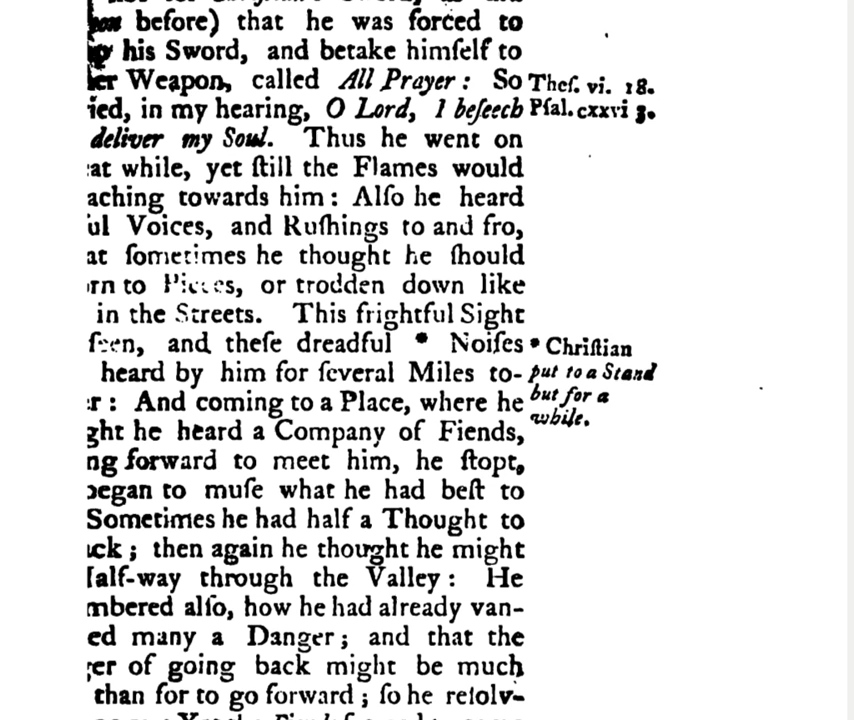 before) that he was forced to
his Sword, and betake himſelf to
er Weapon, called All Prayer: So
ied, in my hearing, O Lord, I beſeech
deliver my Soul. Thus he went on
at while, yet ſtill the Flames would
aching towards him: Alſo he heard
ul Voices, and Ruſhings to and fro,
at ſometimes he thought he ſhould
rn to Pieces, or trodden down like
in the Streets. This frightful Sight
ſeen, and theſe dreadful * Noiſes
heard by him for ſeveral Miles to-
r: And coming to a Place, where he
ght he heard a Company of Fiends,
ng forward to meet him, he ſtopt,
began to muſe what he had beſt to
Sometimes he had half a Thought to
ck; then again he thought he might
alf-way through the Valley: He
mbered alſo, how he had already van-
ed many a Danger; and that the
er of going back might be much
than for to go forward; ſo he reſolv-
Theſ. vi. 18.
Pſal. cxxvi 3.
* Chriſtian
put to a Stand
but for a
while.